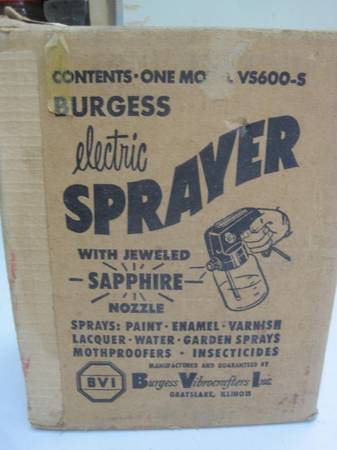 CONTENTS · ONE MODEL VS600-S
BURGESS
electric
SPRAYER
WITH JEWELED
SAPPHIRE
NOZZLE
SPRAYS: PAINT · ENAMEL · VARNISH
LACQUER · WATER · GARDEN SPRAYS
MOTHPROOFERS · INSECTICIDES
MANUFACTURED AND GUARANTEED BY
BVI Burgess Vibrocrafters Inc.
GRAYSLAKE, ILLINOIS